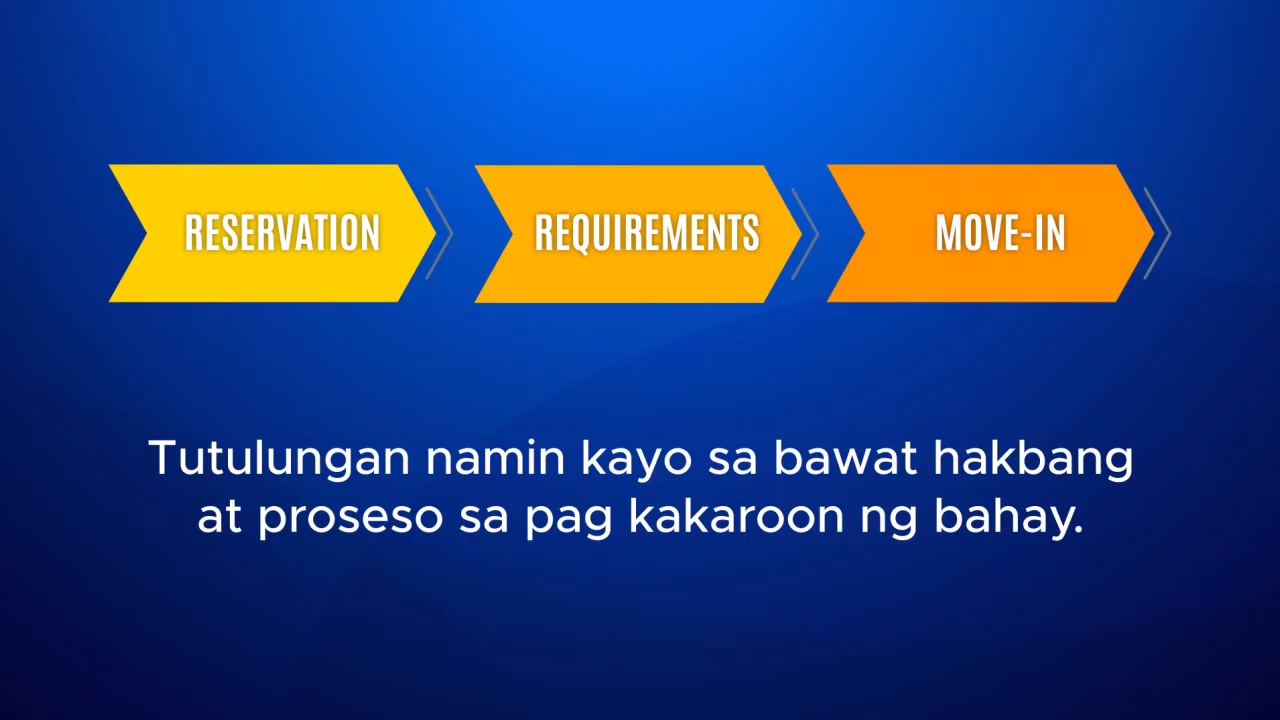 RESERVATION
REQUIREMENTS
MOVE-IN
Tutulungan namin kayo sa bawat hakbang
at proseso sa pag kakaroon ng bahay.